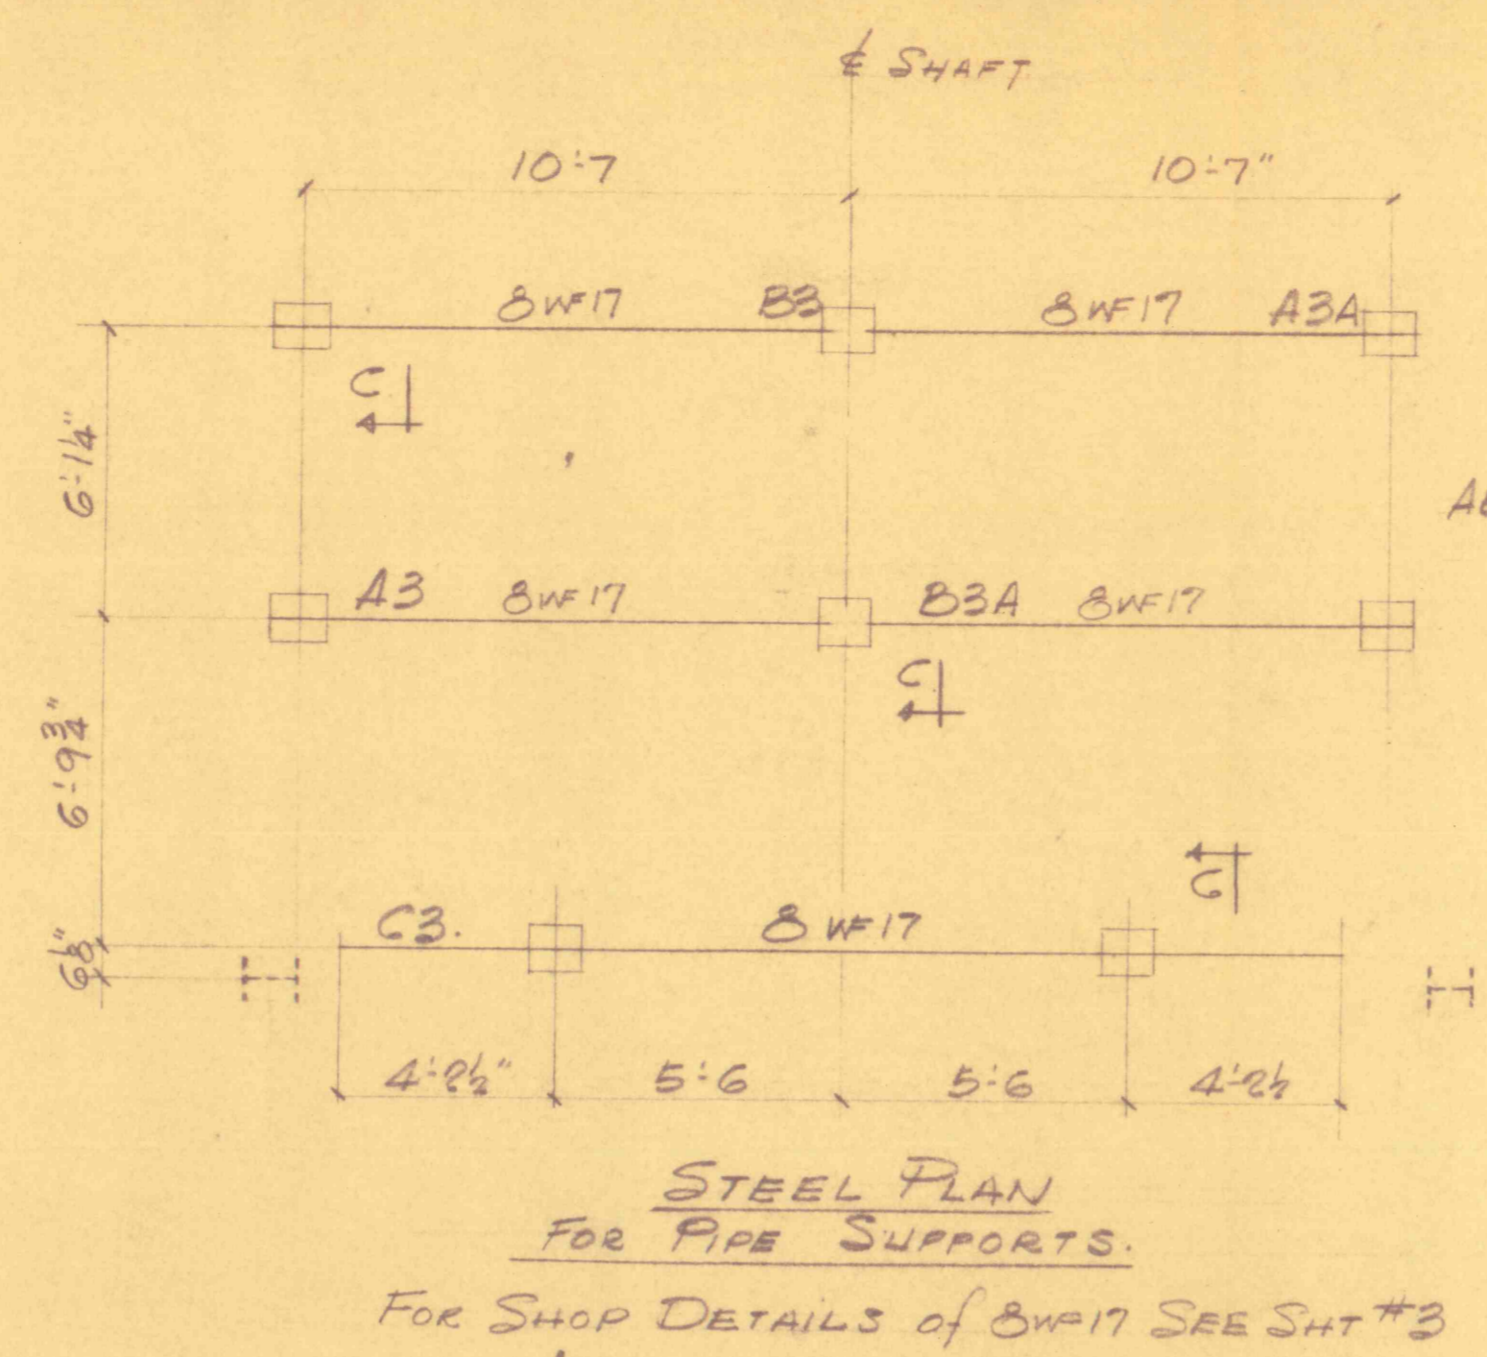 ℄ SHAFT
10'-7
10'-7"
8WF17
B3
8WF17
A3A
C
6'-1¼"
A3
8WF17
B3A
8WF17
C
6'-9¾"
C
C3.
8WF17
6⅛"
4'-2½"
5'-6
5'-6
4'-2½
STEEL PLAN
FOR PIPE SUPPORTS.
FOR SHOP DETAILS of 8WF17 SEE SHT #3